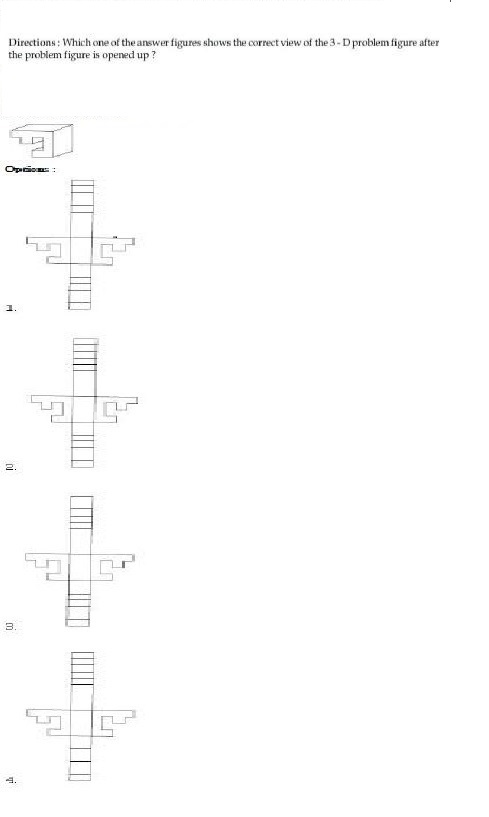 Directions : Which one of the answer figures shows the correct view of the 3 - D problem figure after
the problem figure is opened up ?
Options :
1.
2.
3.
4.